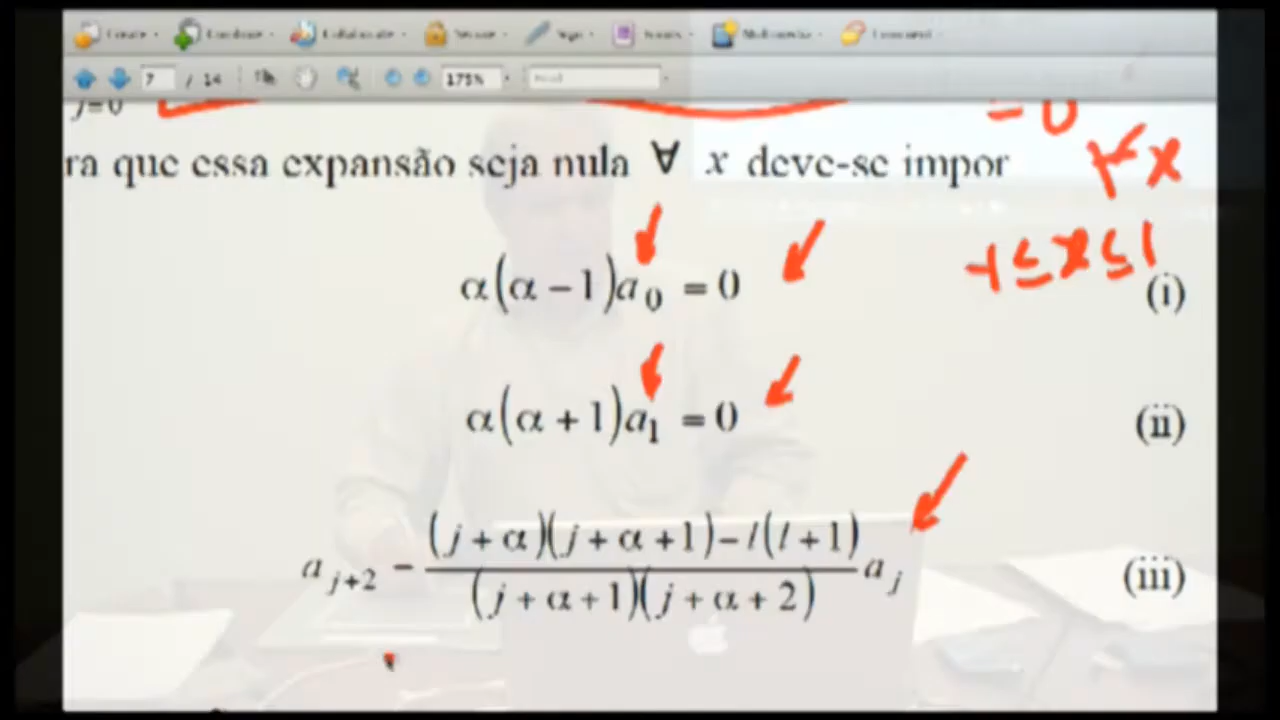 j=0
= 0
ra que essa expansão seja nula ∀ x deve-se impor
∀ x
-1 ≤ x ≤ 1
α(α − 1)a₀ = 0 (i)
α(α + 1)a₁ = 0 (ii)
a_{j+2} = \frac{(j + α)(j + α + 1) − l(l + 1)}{(j + α + 1)(j + α + 2)} a_j (iii)
7 / 14
175%